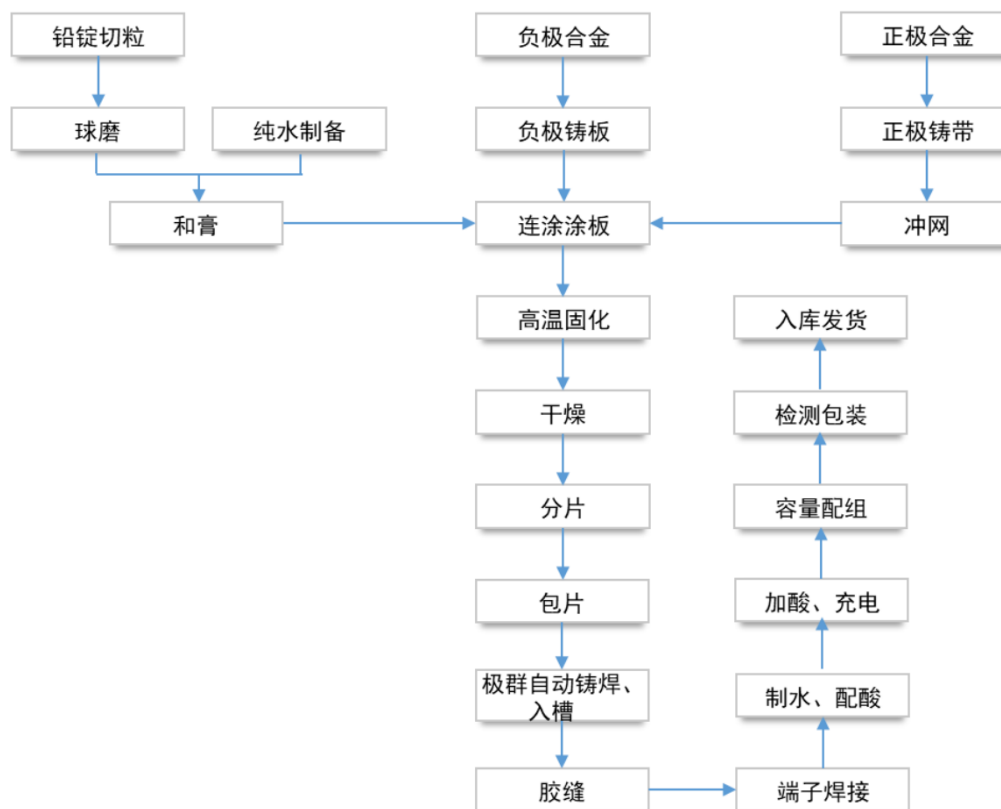 铅锭切粒
负极合金
正极合金
球磨
纯水制备
负极铸板
正极铸带
和膏
连涂涂板
冲网
高温固化
入库发货
干燥
检测包装
分片
容量配组
包片
加酸、充电
极群自动铸焊、
入槽
制水、配酸
胶缝
端子焊接